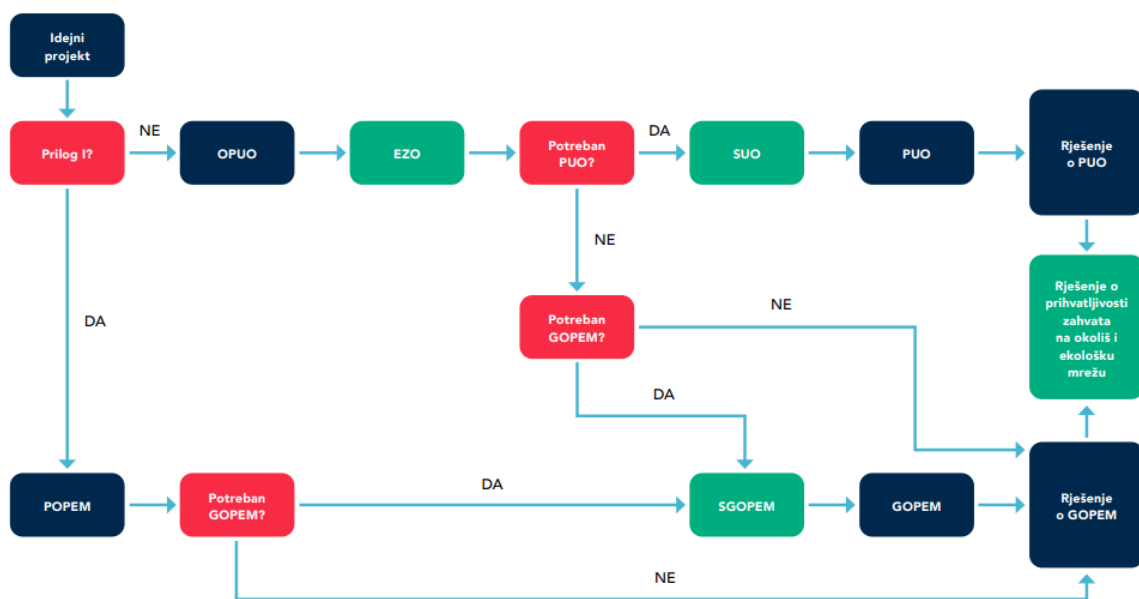 Idejni
projekt
Prilog I?
NE
OPUO
EZO
Potreban
PUO?
DA
SUO
PUO
Rješenje
o PUO
NE
DA
Potreban
GOPEM?
NE
Rješenje o
prihvatljivosti
zahvata
na okoliš i
ekološku
mrežu
DA
POPEM
Potreban
GOPEM?
DA
SGOPEM
GOPEM
Rješenje
o GOPEM
NE